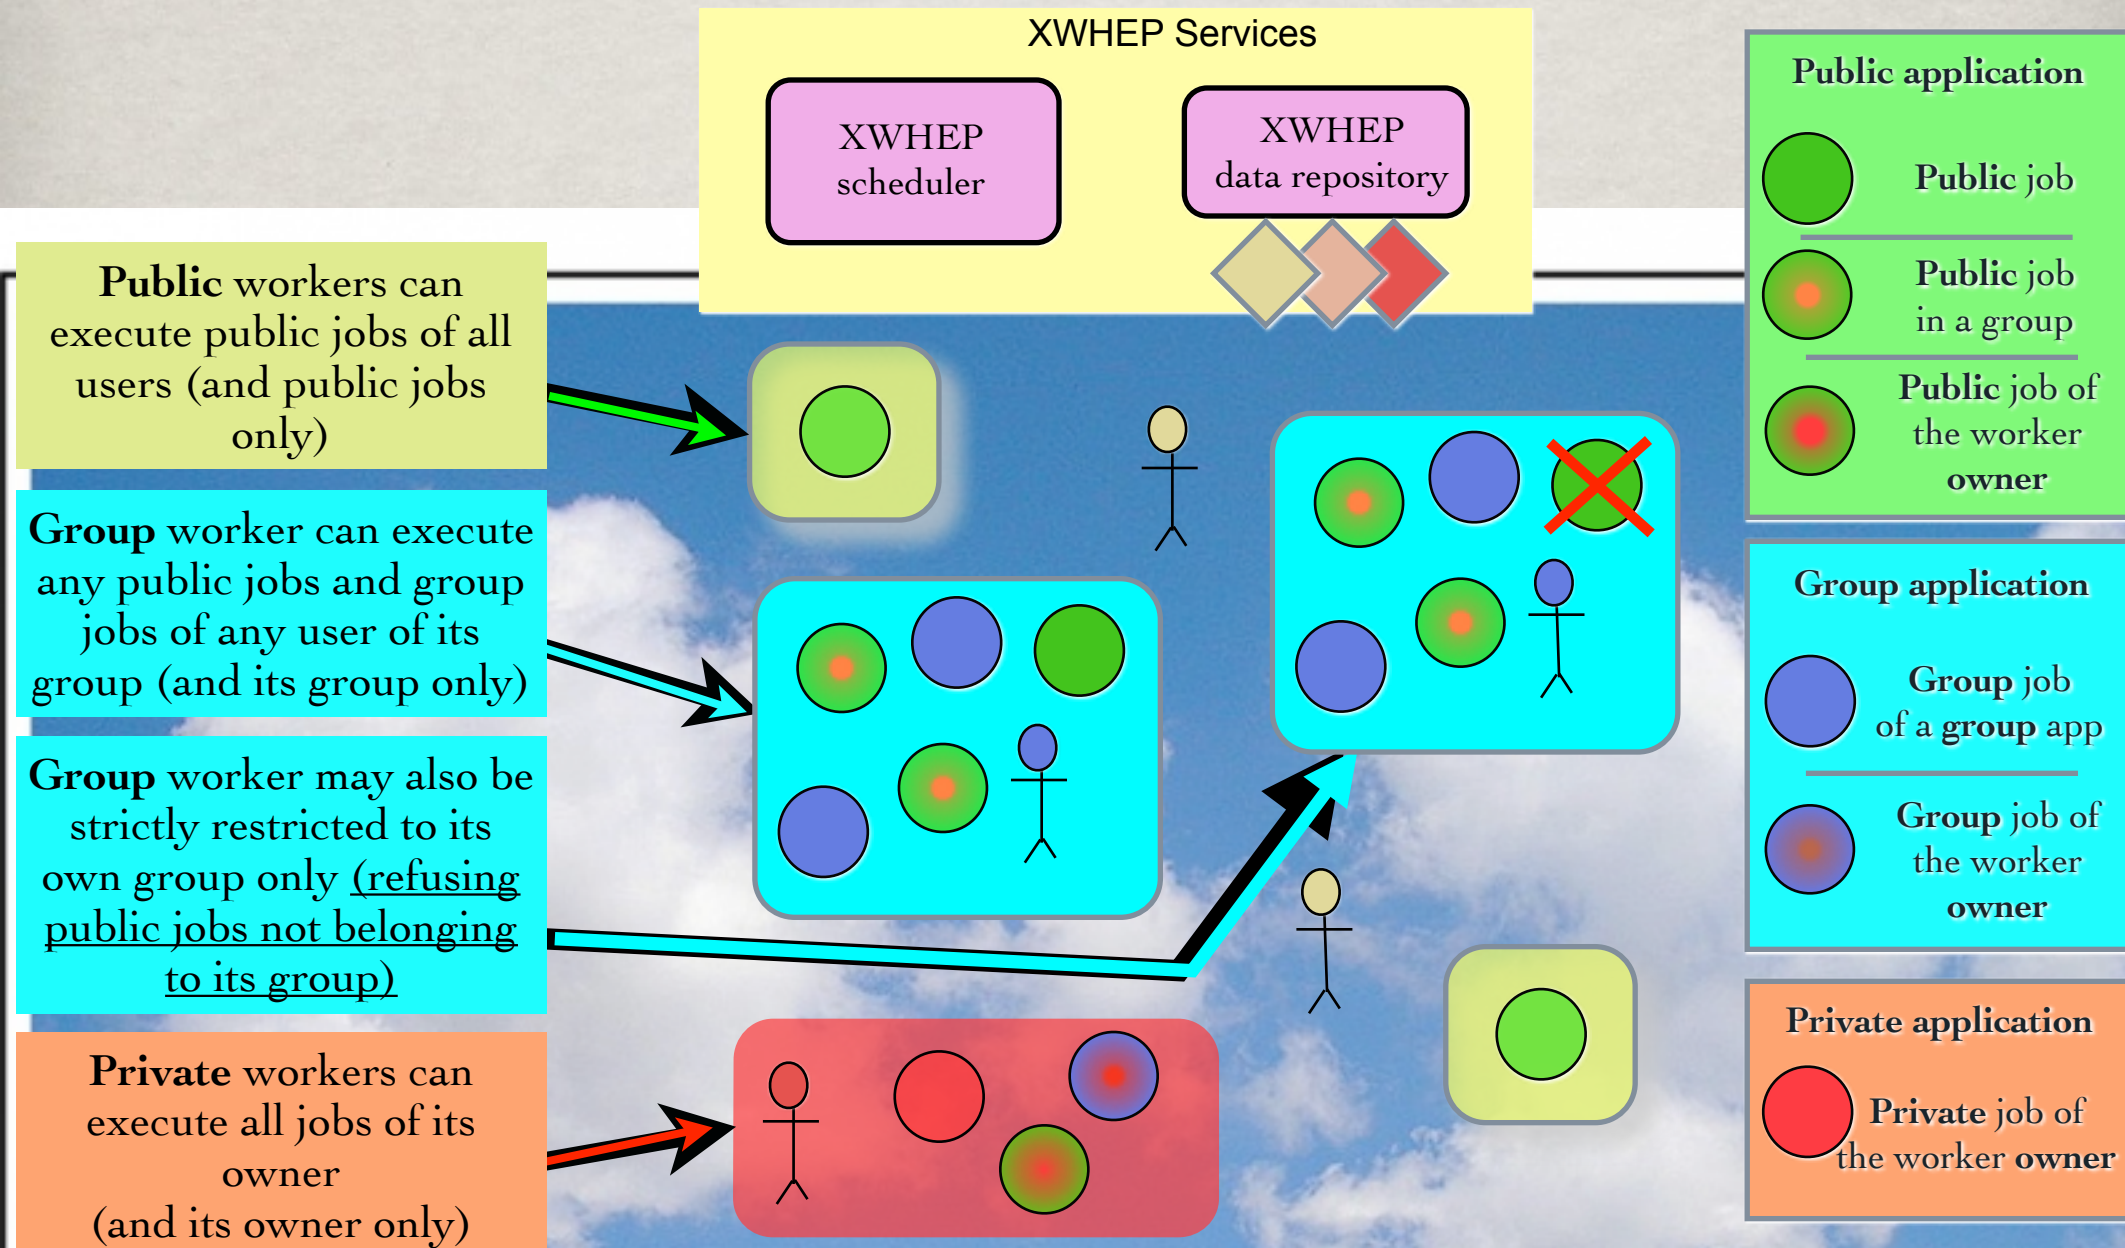 XWHEP Services
XWHEP
scheduler
XWHEP
data repository
Public workers can
execute public jobs of all
users (and public jobs
only)
Group worker can execute
any public jobs and group
jobs of any user of its
group (and its group only)
Group worker may also be
strictly restricted to its
own group only (refusing
public jobs not belonging
to its group)
Private workers can
execute all jobs of its
owner
(and its owner only)
Public application
Public job
Public job
in a group
Public job of
the worker
owner
Group application
Group job
of a group app
Group job of
the worker
owner
Private application
Private job of
the worker owner